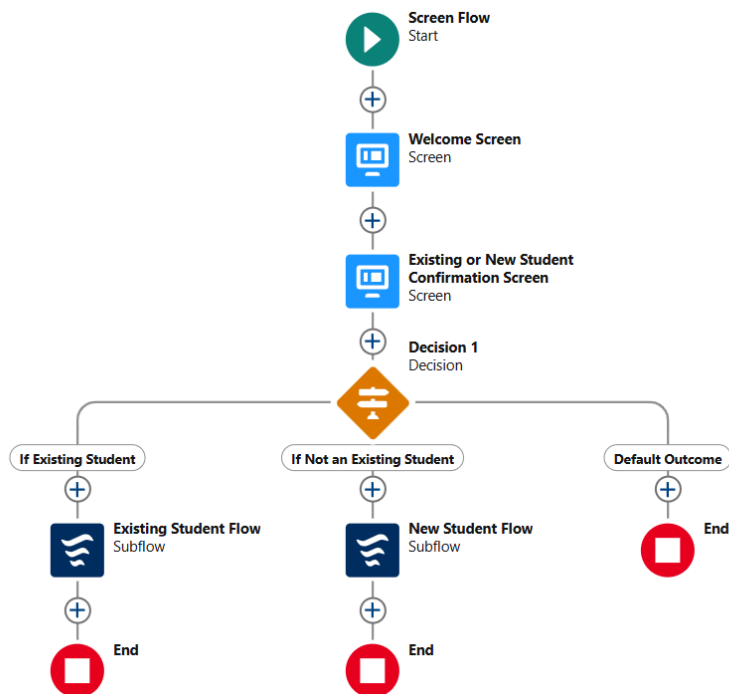 Screen Flow
Start
Welcome Screen
Screen
Existing or New Student
Confirmation Screen
Screen
Decision 1
Decision
If Existing Student
If Not an Existing Student
Default Outcome
Existing Student Flow
Subflow
New Student Flow
Subflow
End
End
End